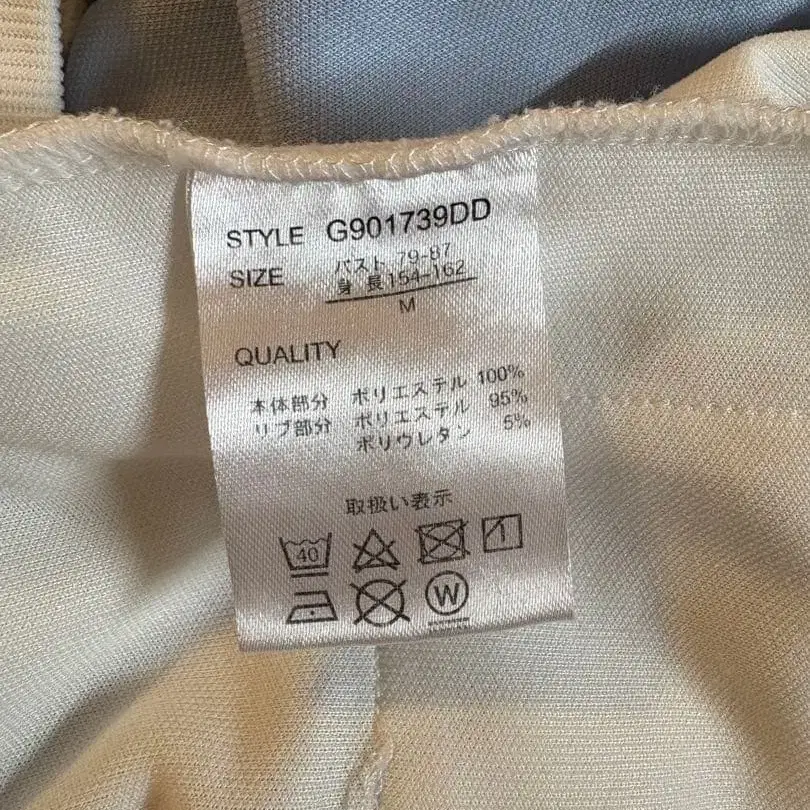 STYLE G901739DD
SIZE バスト 79-87
身 長154-162
M
QUALITY
本体部分 ポリエステル 100%
リブ部分 ポリエステル 95%
ポリウレタン 5%
取扱い表示
40
W